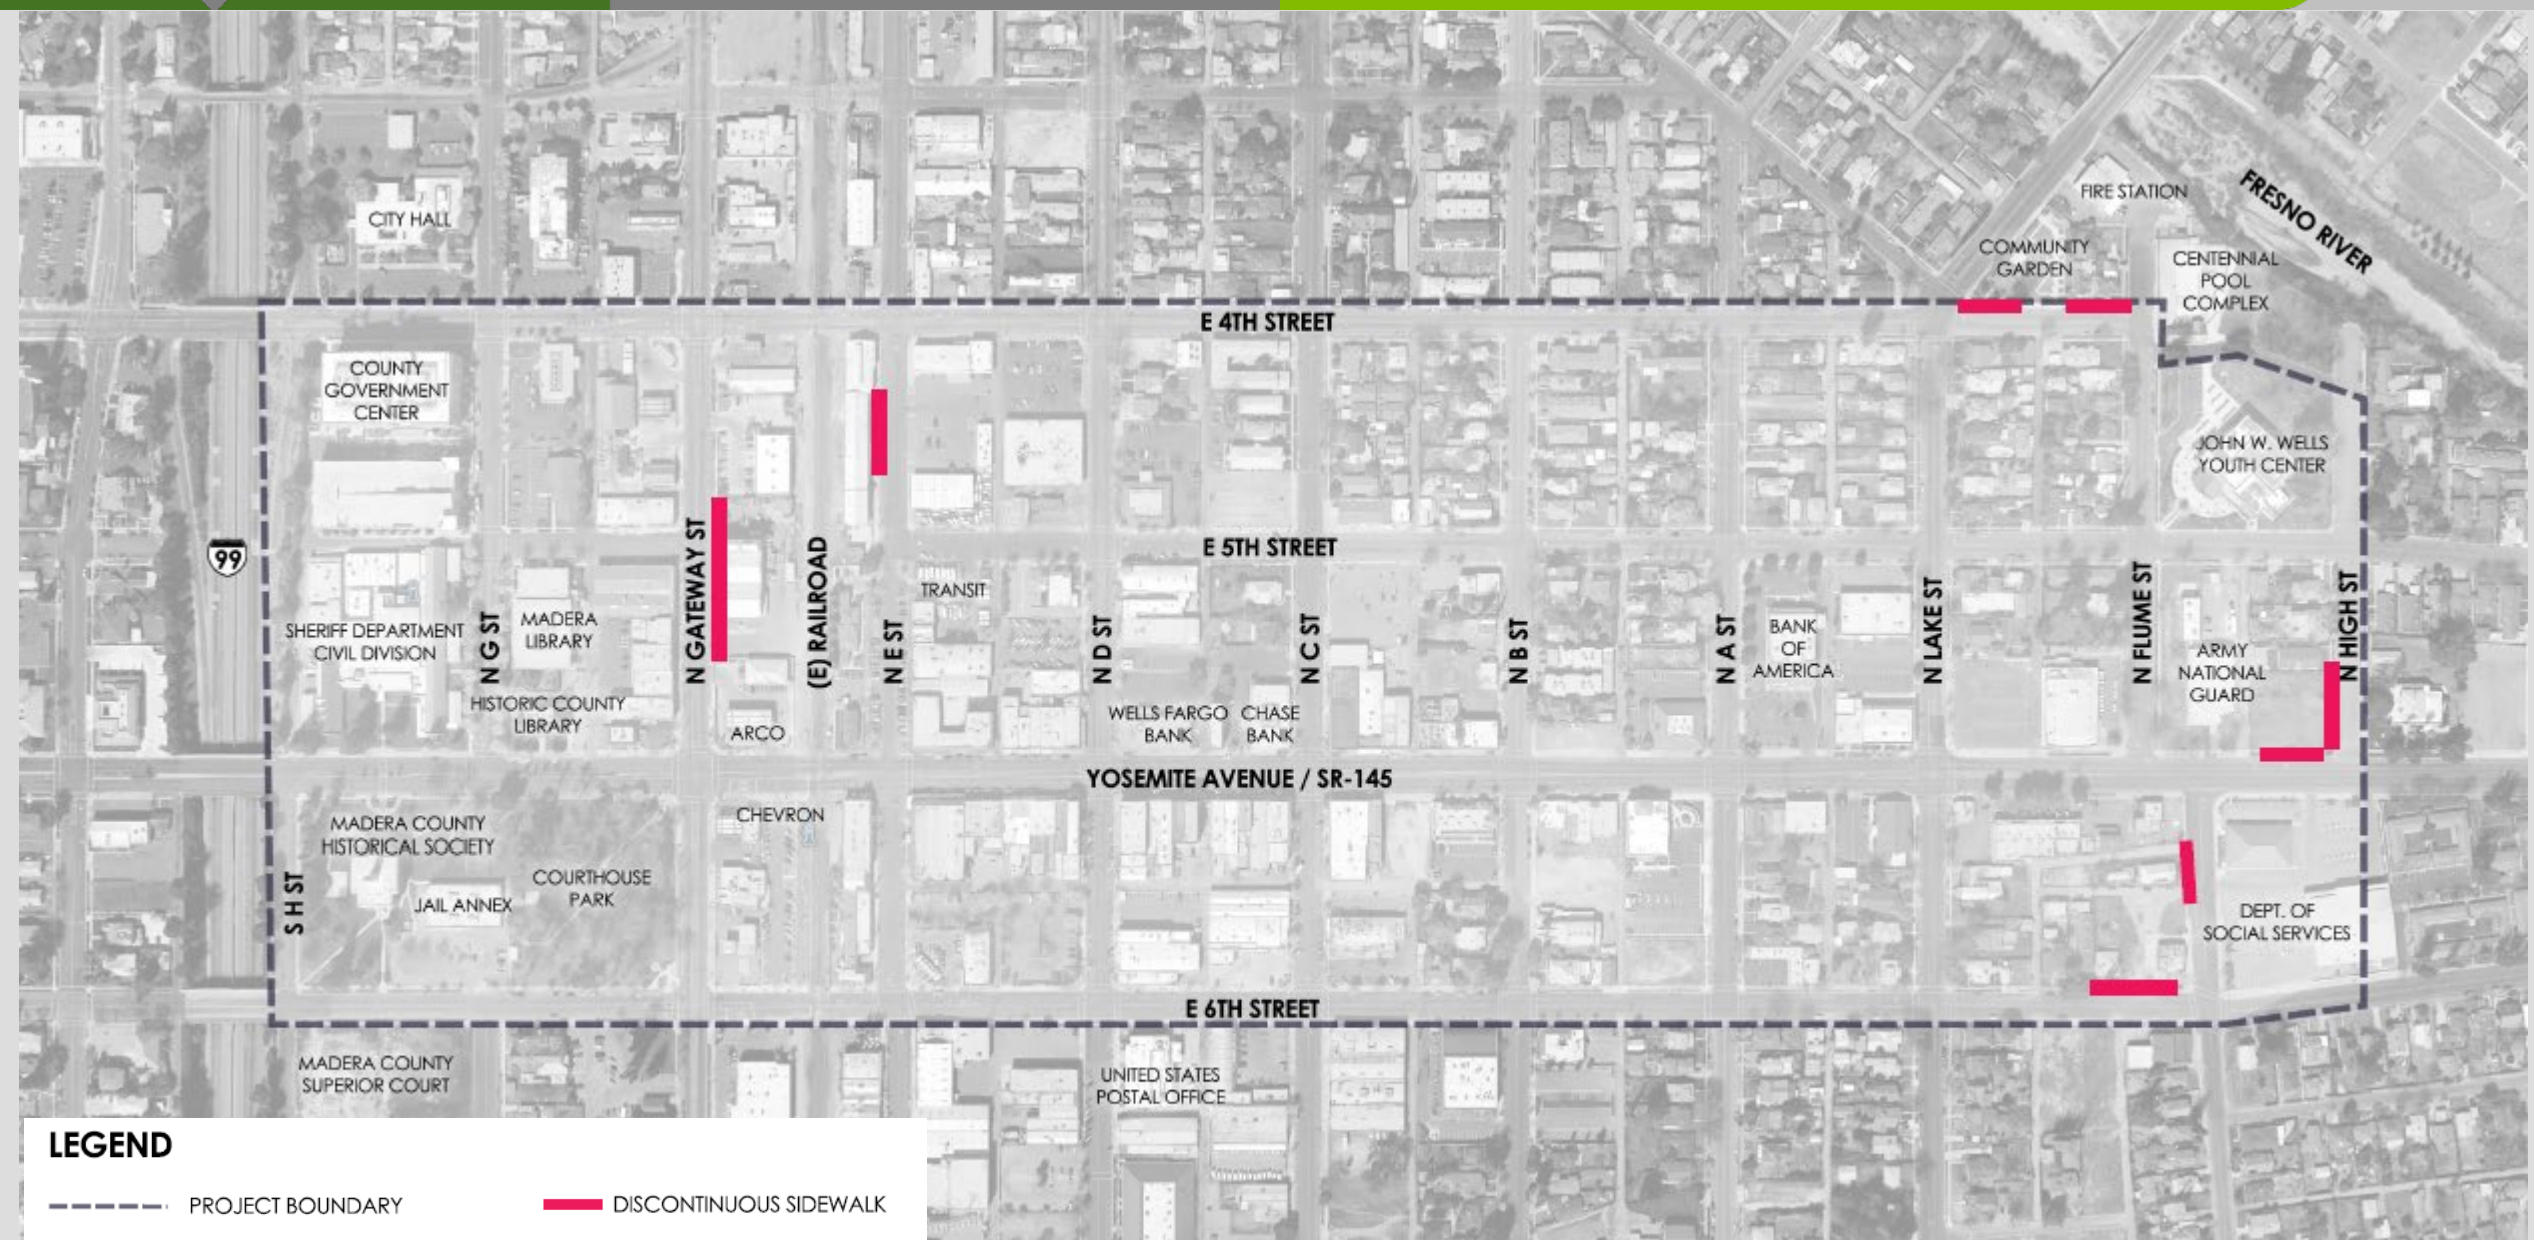 FIRE STATION
FRESNO RIVER
CITY HALL
COMMUNITY
GARDEN
CENTENNIAL
POOL
COMPLEX
E 4TH STREET
COUNTY
GOVERNMENT
CENTER
JOHN W. WELLS
YOUTH CENTER
99
N GATEWAY ST
(E) RAILROAD
E 5TH STREET
TRANSIT
SHERIFF DEPARTMENT
CIVIL DIVISION
N G ST
MADERA
LIBRARY
N E ST
N D ST
N C ST
N B ST
N A ST
BANK
OF
AMERICA
N LAKE ST
N FLUME ST
ARMY
NATIONAL
GUARD
N HIGH ST
HISTORIC COUNTY
LIBRARY
ARCO
WELLS FARGO
BANK
CHASE
BANK
YOSEMITE AVENUE / SR-145
MADERA COUNTY
HISTORICAL SOCIETY
CHEVRON
S H ST
JAIL ANNEX
COURTHOUSE
PARK
DEPT. OF
SOCIAL SERVICES
E 6TH STREET
MADERA COUNTY
SUPERIOR COURT
UNITED STATES
POSTAL OFFICE
LEGEND
PROJECT BOUNDARY
DISCONTINUOUS SIDEWALK